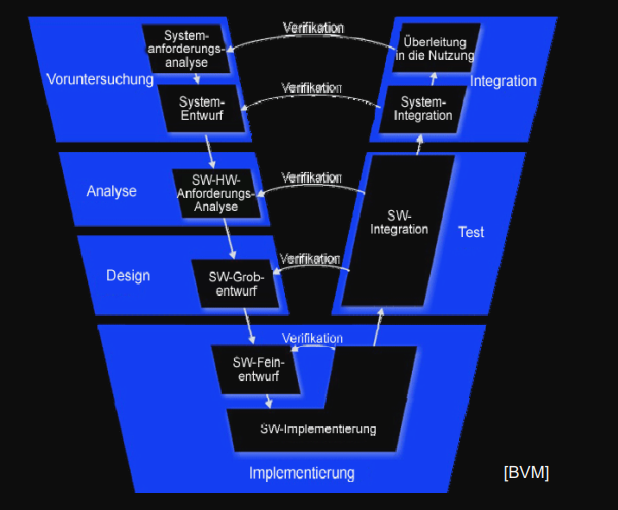 Voruntersuchung
System-
anforderungs-
analyse
Verifikation
Überleitung
in die Nutzung
Integration
System-
Entwurf
Verifikation
System-
Integration
Analyse
SW-HW-
Anforderungs-
Analyse
Verifikation
SW-
Integration
Test
Design
SW-Grob-
entwurf
Verifikation
SW-Fein-
entwurf
Verifikation
SW-Implementierung
Implementierung
[BVM]